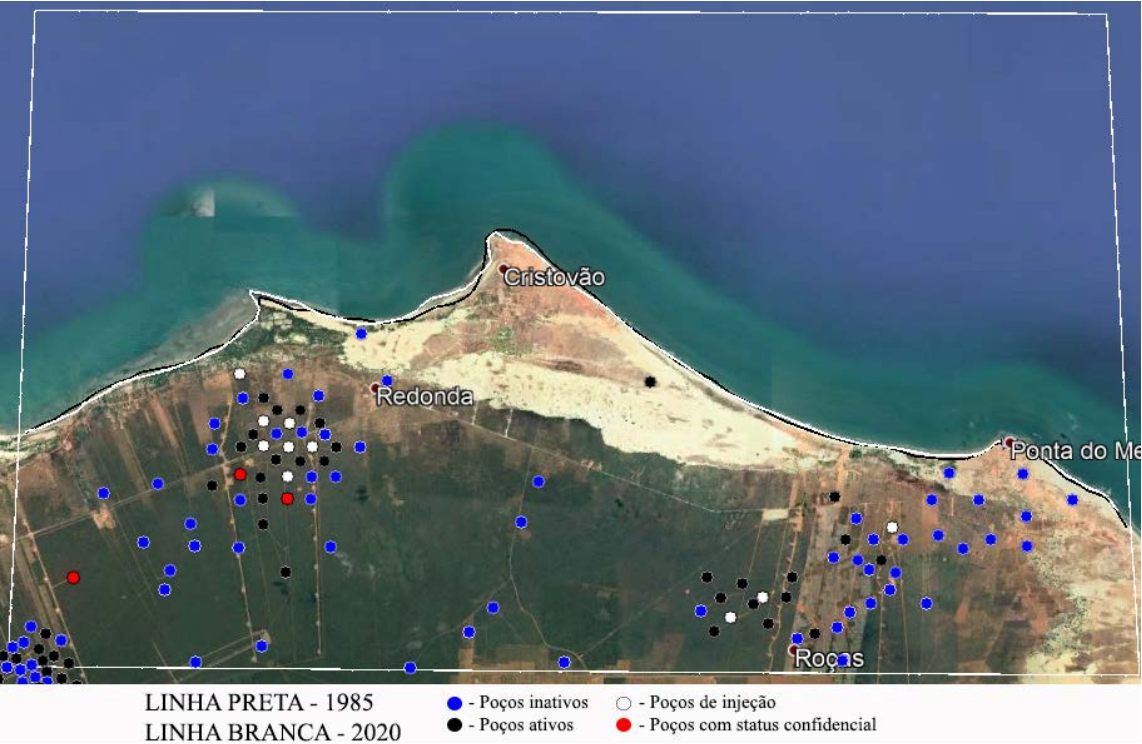 Cristovão
Redonda
Ponta do Me
Rocas
LINHA PRETA - 1985
LINHA BRANCA - 2020
- Poços inativos
- Poços ativos
- Poços de injeção
- Poços com status confidencial